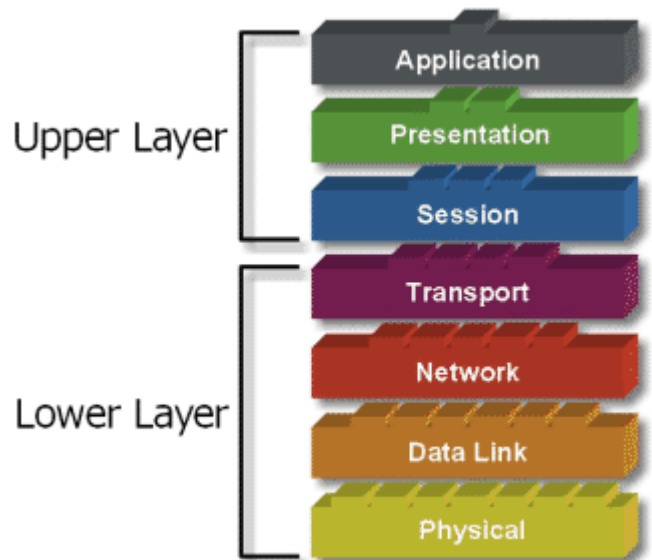 Upper Layer
Application
Presentation
Session
Lower Layer
Transport
Network
Data Link
Physical